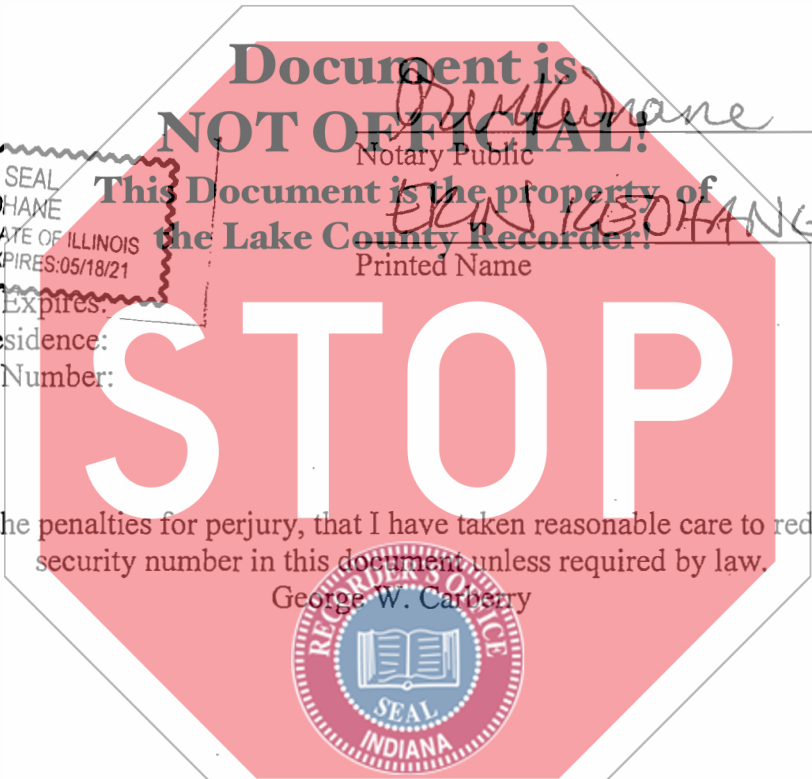 Document is
NOT OFFICIAL!
Notary Public
SEAL
This Document is the property of
HANE
ERIN KEOHANE
ATE OF ILLINOIS
the Lake County Recorder!
PIRES:05/18/21
Printed Name
Expires:
sidence:
Number:
STOP
he penalties for perjury, that I have taken reasonable care to red
security number in this document unless required by law.
George W. Carberry
RECORDER'S OFFICE
SEAL
INDIANA